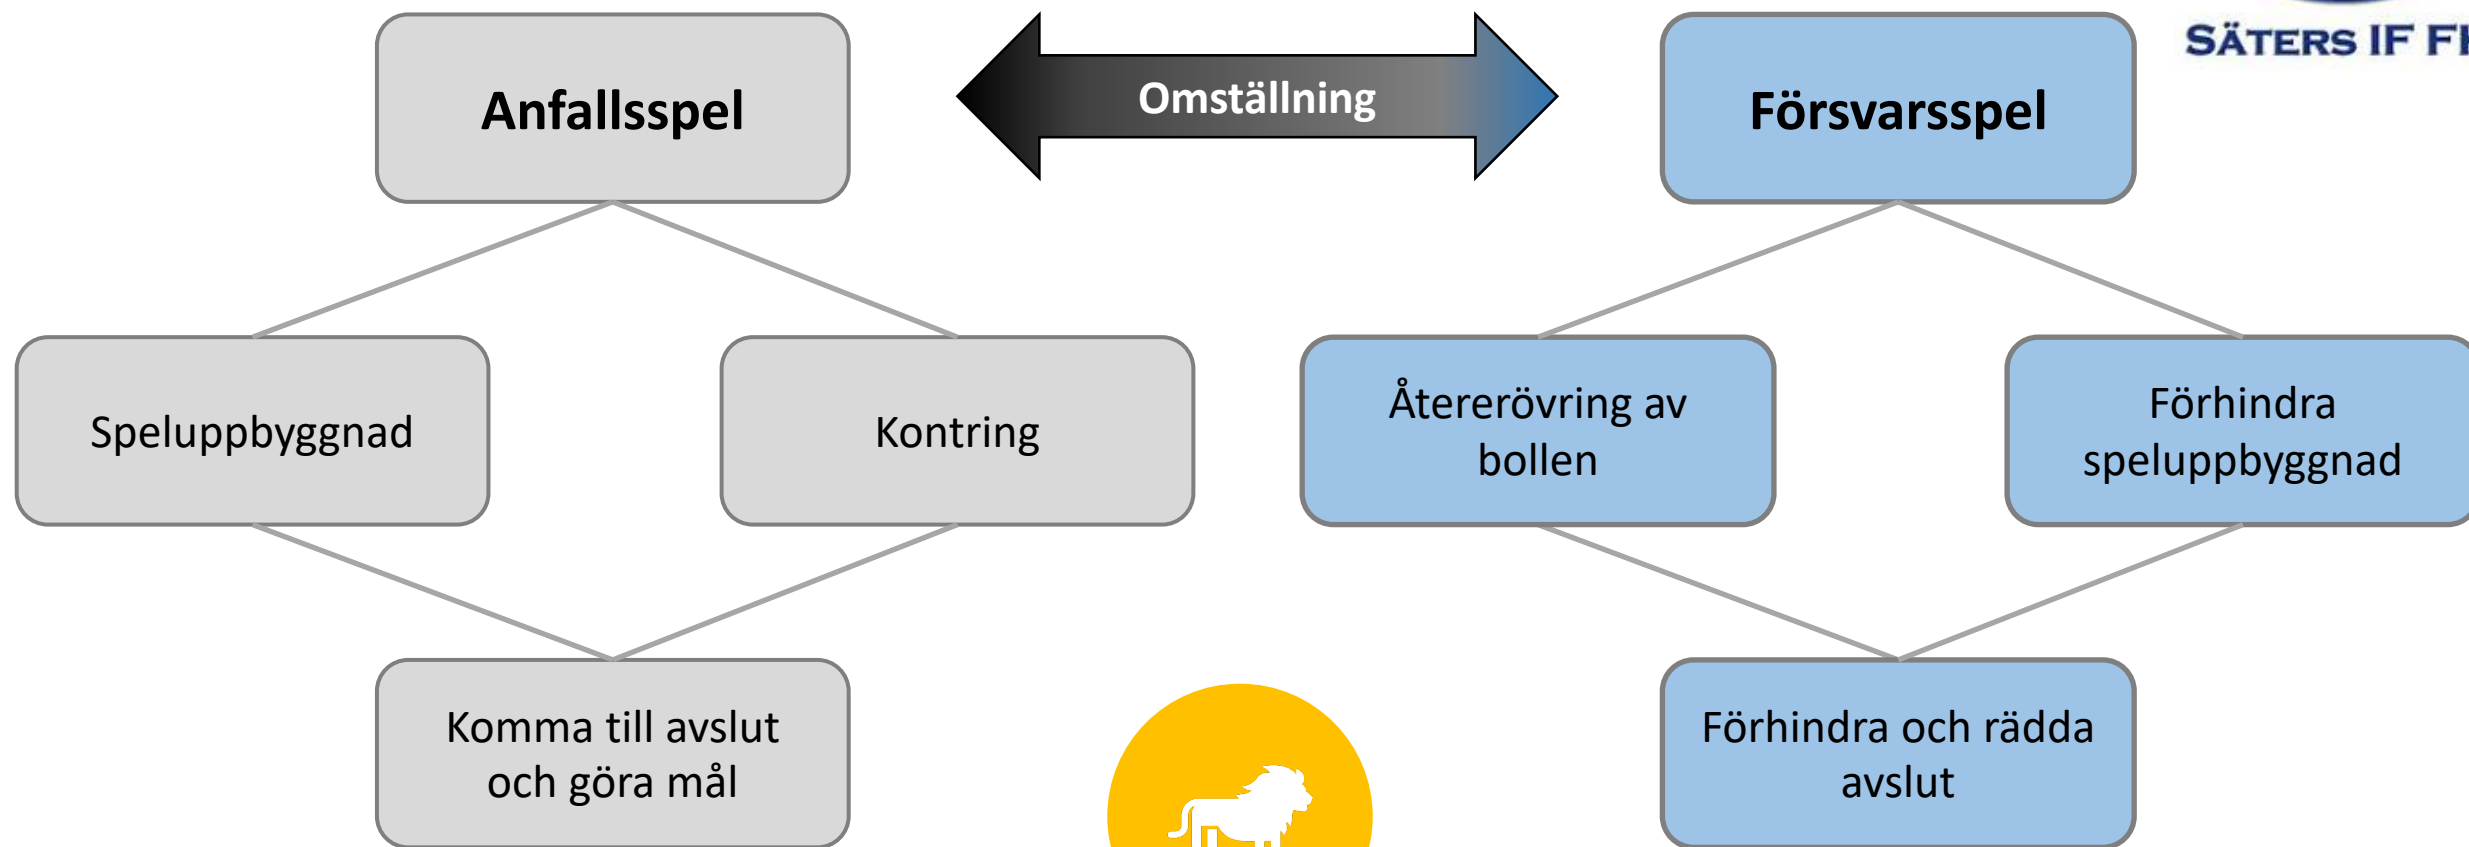 SÄTERS IF
Anfallsspel
Omställning
Försvarsspel
Speluppbyggnad
Kontring
Återerövring av
bollen
Förhindra
speluppbyggnad
Komma till avslut
och göra mål
Förhindra och rädda
avslut